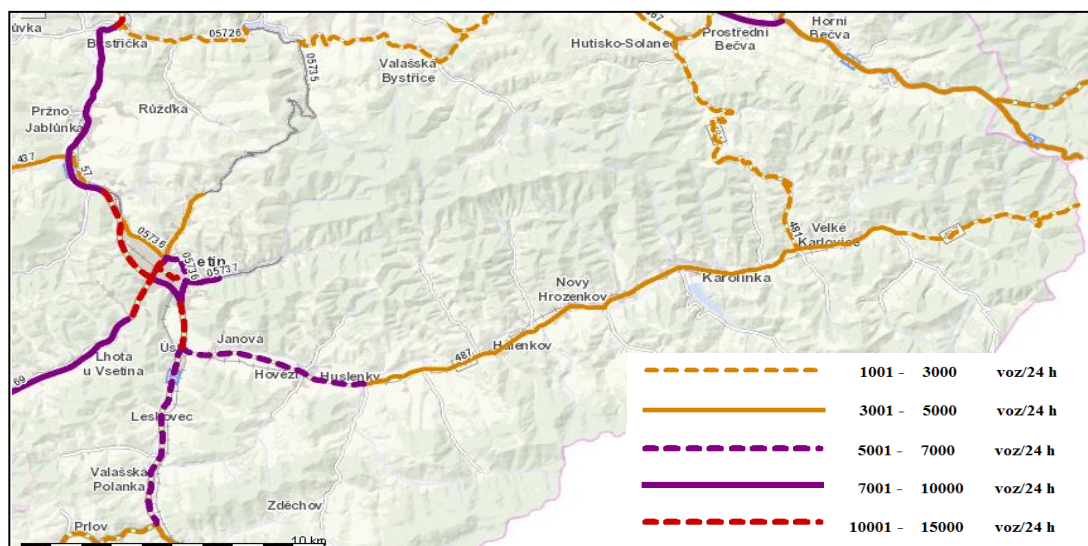 ůvka
Bystřička
05726
05735
Valašská
Bystřice
Hutisko-Solanec
Prostřední
Bečva
Horní
Bečva
Pržno
Jablůnka
Růžďka
437
57
05736
05736
05737
etín
481
Velké
Karlovice
Karolinka
Nový
Hrozenkov
Halenkov
487
Janová
Hovězí
Huslenky
Lhota
u Vsetína
69
Leskovec
Valašská
Polanka
Zděchov
Prlov
10 km
1001 - 3000 voz/24 h
3001 - 5000 voz/24 h
5001 - 7000 voz/24 h
7001 - 10000 voz/24 h
10001 - 15000 voz/24 h